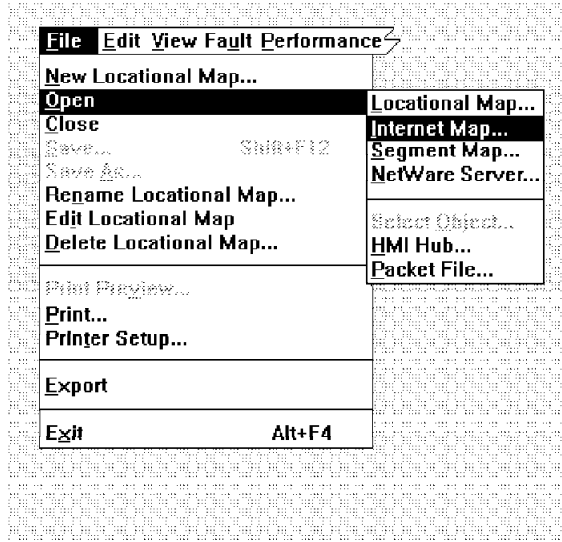 File Edit View Fault Performance
New Locational Map...
Open
Close
Save... Shift+F12
Save As...
Rename Locational Map...
Edit Locational Map
Delete Locational Map...
Print Preview...
Print...
Printer Setup...
Export
Exit Alt+F4
Locational Map...
Internet Map...
Segment Map...
NetWare Server...
Select Object...
HMI Hub...
Packet File...